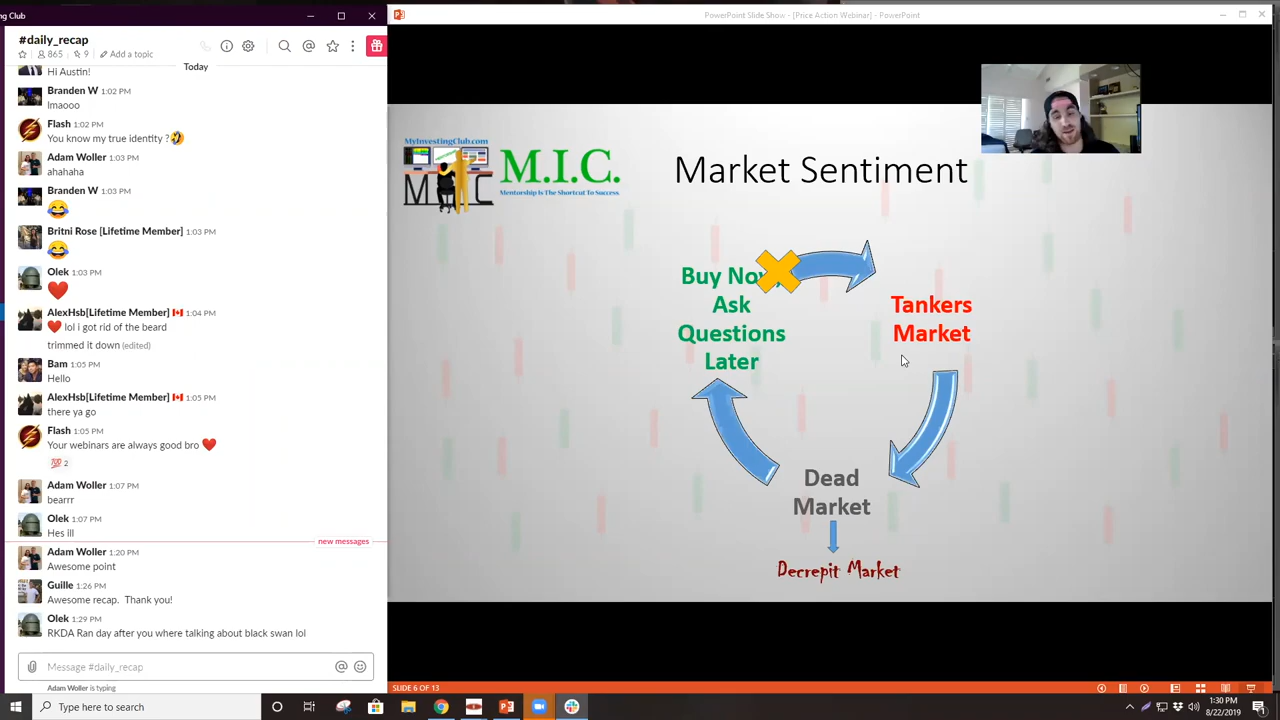 ng Club
#daily_recap
865
9
Add a topic
Today
Hi Austin!
Branden W 1:02 PM
lmaooo
Flash 1:02 PM
You know my true identity ?
Adam Woller 1:03 PM
ahahaha
Branden W 1:03 PM
Britni Rose [Lifetime Member] 1:03 PM
Olek 1:03 PM
AlexHsb[Lifetime Member] 1:04 PM
lol i got rid of the beard
trimmed it down (edited)
Bam 1:05 PM
Hello
AlexHsb[Lifetime Member] 1:05 PM
there ya go
Flash 1:05 PM
Your webinars are always good bro
2
Adam Woller 1:07 PM
bearrr
Olek 1:07 PM
Hes lll
new messages
Adam Woller 1:20 PM
Awesome point
Guille 1:26 PM
Awesome recap. Thank you!
Olek 1:29 PM
RKDA Ran day after you where talking about black swan lol
Message #daily_recap
Adam Woller is typing
PowerPoint Slide Show - [Price Action Webinar] - PowerPoint
MyInvestingClub.com
MIC
M.I.C.
Mentorship Is The Shortcut To Success.
Market Sentiment
Buy Now,
Ask
Questions
Later
Tankers
Market
Dead
Market
Decrepit Market
SLIDE 6 OF 13
Type here to search
1:30 PM
8/22/2019
1